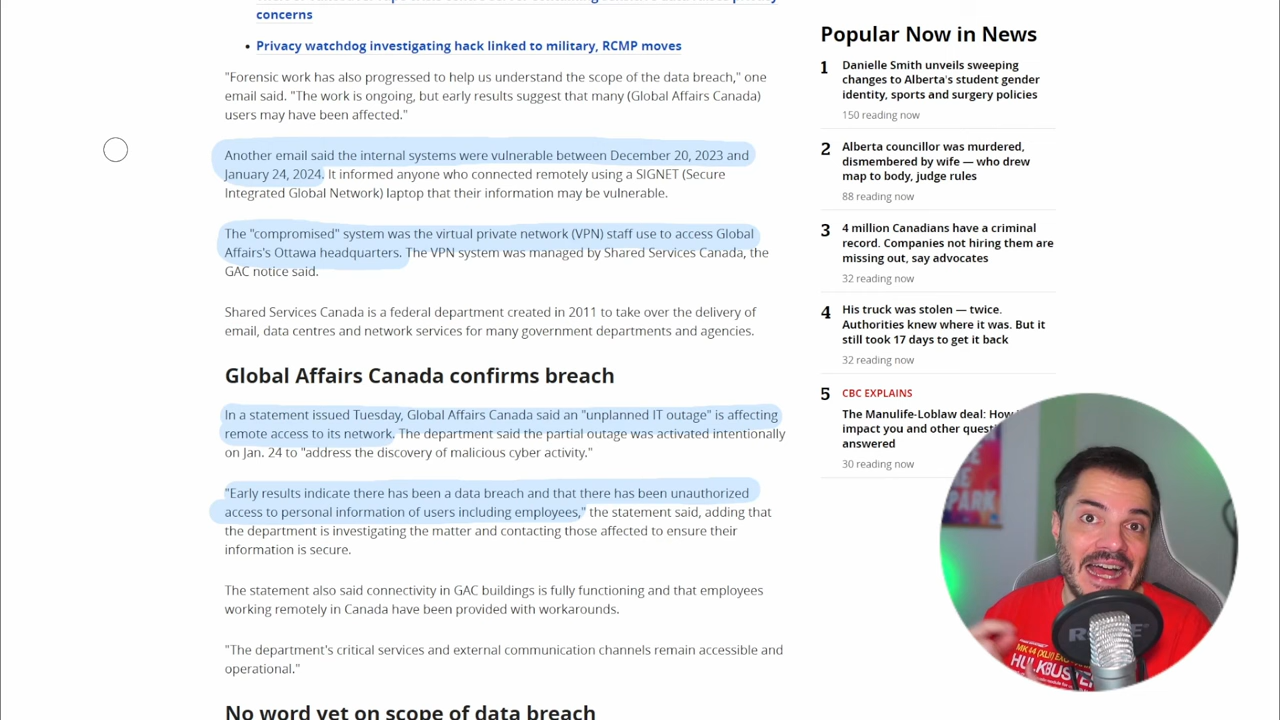 concerns
Privacy watchdog investigating hack linked to military, RCMP moves
"Forensic work has also progressed to help us understand the scope of the data breach," one
email said. "The work is ongoing, but early results suggest that many (Global Affairs Canada)
users may have been affected."
Another email said the internal systems were vulnerable between December 20, 2023 and
January 24, 2024. It informed anyone who connected remotely using a SIGNET (Secure
Integrated Global Network) laptop that their information may be vulnerable.
The "compromised" system was the virtual private network (VPN) staff use to access Global
Affairs's Ottawa headquarters. The VPN system was managed by Shared Services Canada, the
GAC notice said.
Shared Services Canada is a federal department created in 2011 to take over the delivery of
email, data centres and network services for many government departments and agencies.
Global Affairs Canada confirms breach
In a statement issued Tuesday, Global Affairs Canada said an "unplanned IT outage" is affecting
remote access to its network. The department said the partial outage was activated intentionally
on Jan. 24 to "address the discovery of malicious cyber activity."
"Early results indicate there has been a data breach and that there has been unauthorized
access to personal information of users including employees," the statement said, adding that
the department is investigating the matter and contacting those affected to ensure their
information is secure.
The statement also said connectivity in GAC buildings is fully functioning and that employees
working remotely in Canada have been provided with workarounds.
"The department's critical services and external communication channels remain accessible and
operational."
No word yet on scope of data breach
Popular Now in News
1
Danielle Smith unveils sweeping
changes to Alberta's student gender
identity, sports and surgery policies
150 reading now
2
Alberta councillor was murdered,
dismembered by wife — who drew
map to body, judge rules
88 reading now
3
4 million Canadians have a criminal
record. Companies not hiring them are
missing out, say advocates
32 reading now
4
His truck was stolen — twice.
Authorities knew where it was. But it
still took 17 days to get it back
32 reading now
5
CBC EXPLAINS
The Manulife-Loblaw deal: How
impact you and other
answered
30 reading now
MK44 (XLIV)
HULKBUSTE